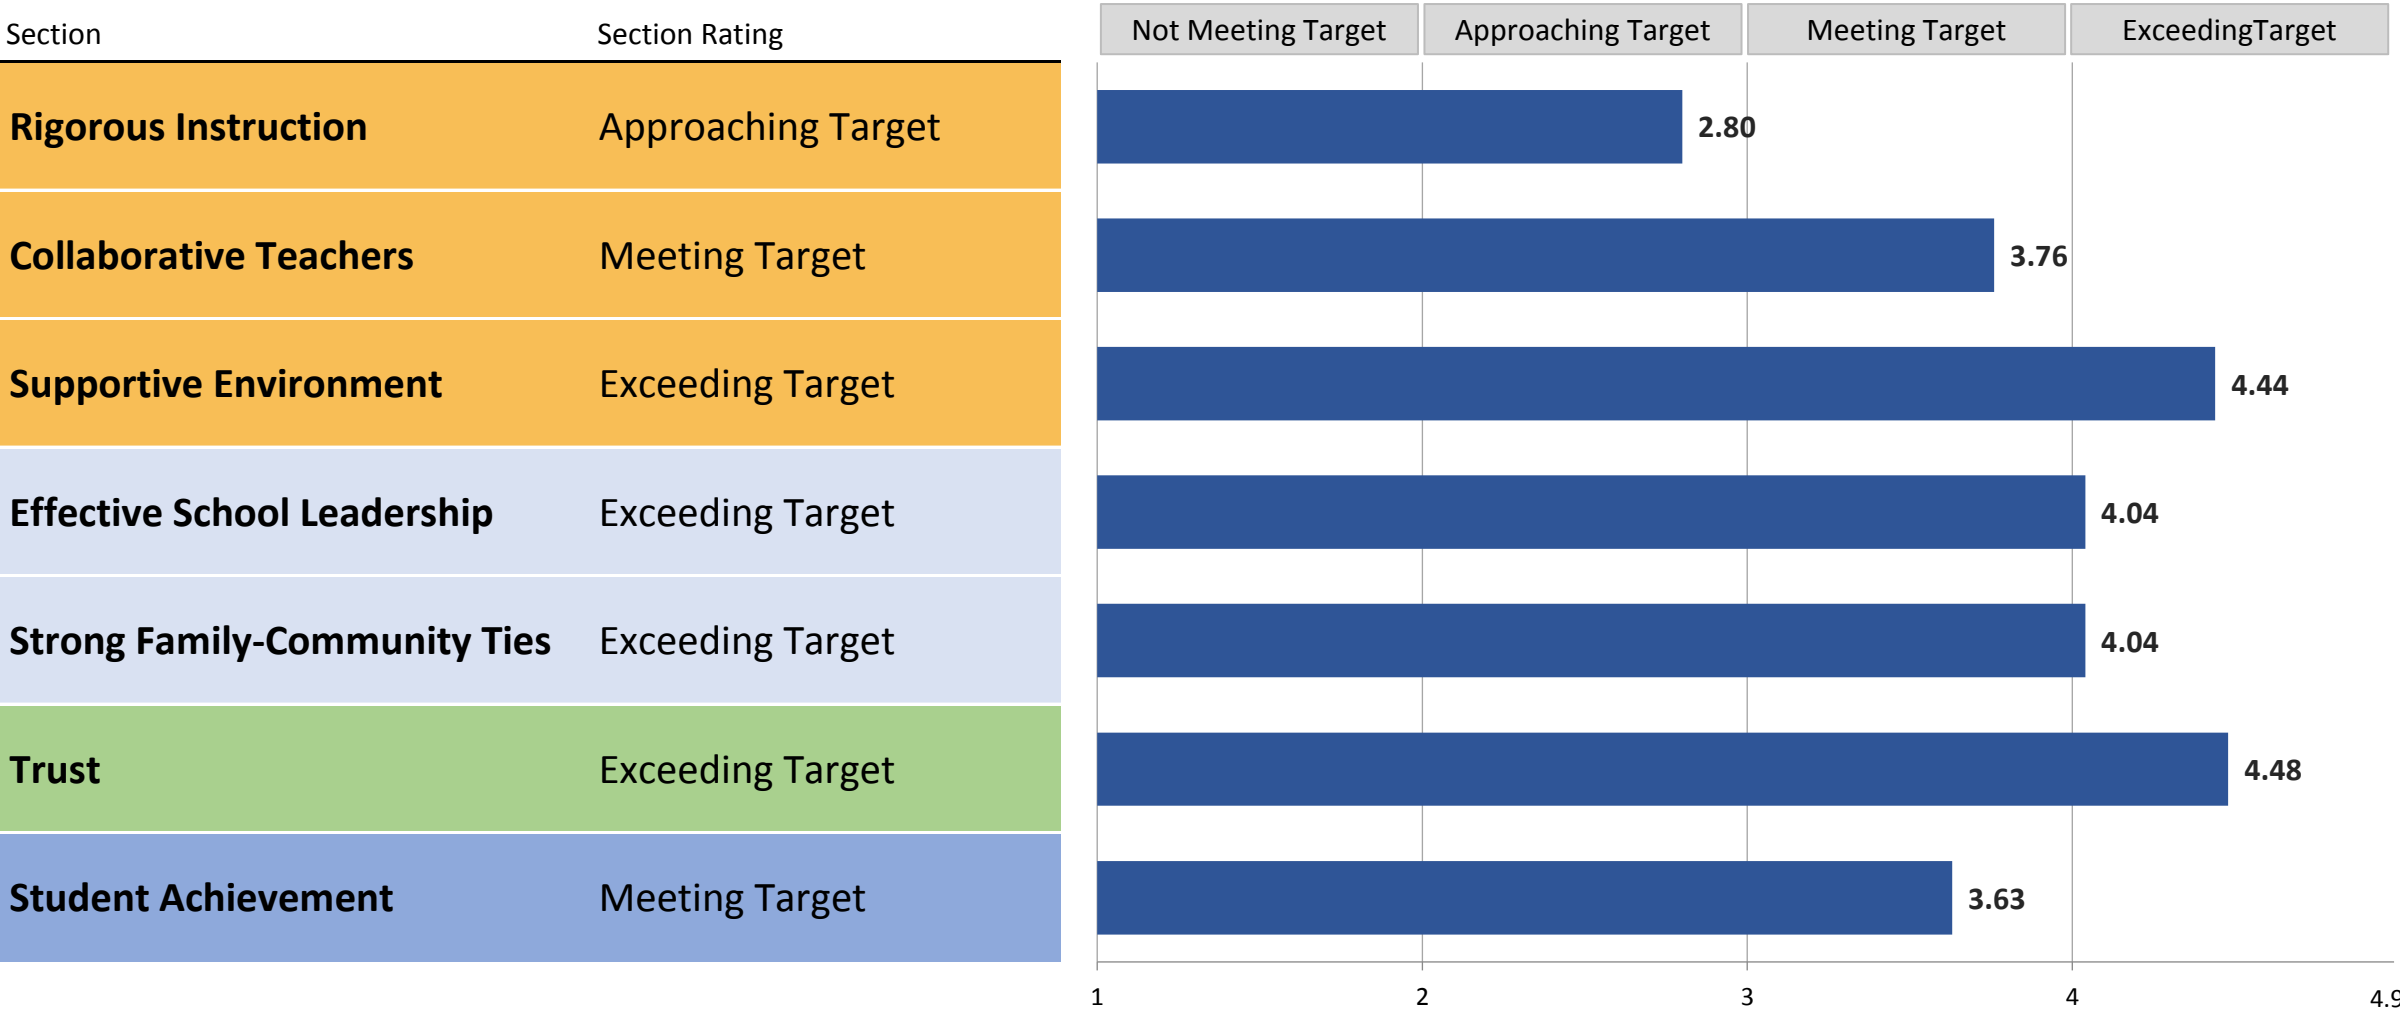 Section Section Rating Not Meeting Target Approaching Target Meeting Target ExceedingTarget
Rigorous Instruction Approaching Target 2.80
Collaborative Teachers Meeting Target 3.76
Supportive Environment Exceeding Target 4.44
Effective School Leadership Exceeding Target 4.04
Strong Family-Community Ties Exceeding Target 4.04
Trust Exceeding Target 4.48
Student Achievement Meeting Target 3.63
1 2 3 4 4.9